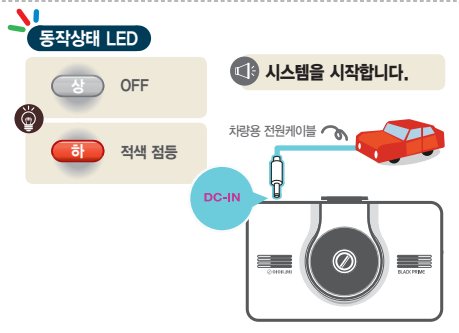 동작상태 LED
상 OFF
하 적색 점등
시스템을 시작합니다.
차량용 전원케이블
DC-IN
BLACK PRIME